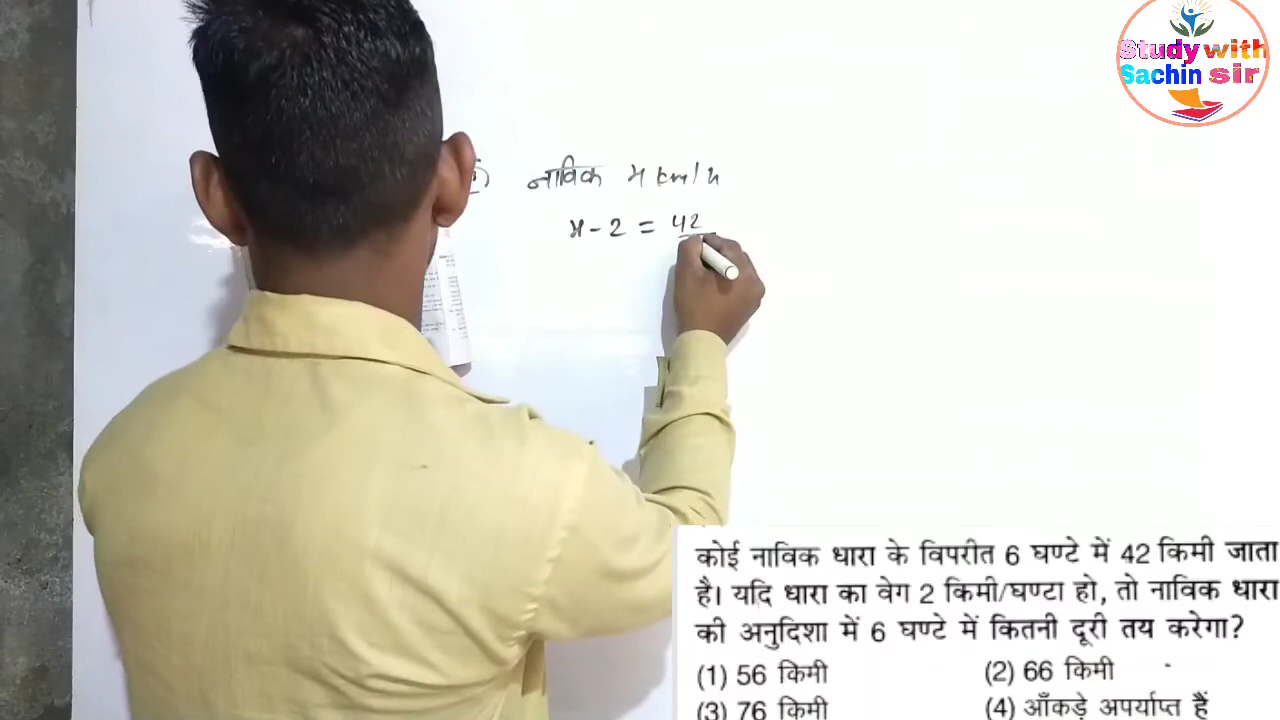 Study with
Sachin sir
नाविक x km/h
x - 2 = 42
कोई नाविक धारा के विपरीत 6 घण्टे में 42 किमी जाता
है। यदि धारा का वेग 2 किमी/घण्टा हो, तो नाविक धारा
की अनुदिशा में 6 घण्टे में कितनी दूरी तय करेगा?
(1) 56 किमी (2) 66 किमी
(3) 76 किमी (4) आँकड़े अपर्याप्त हैं